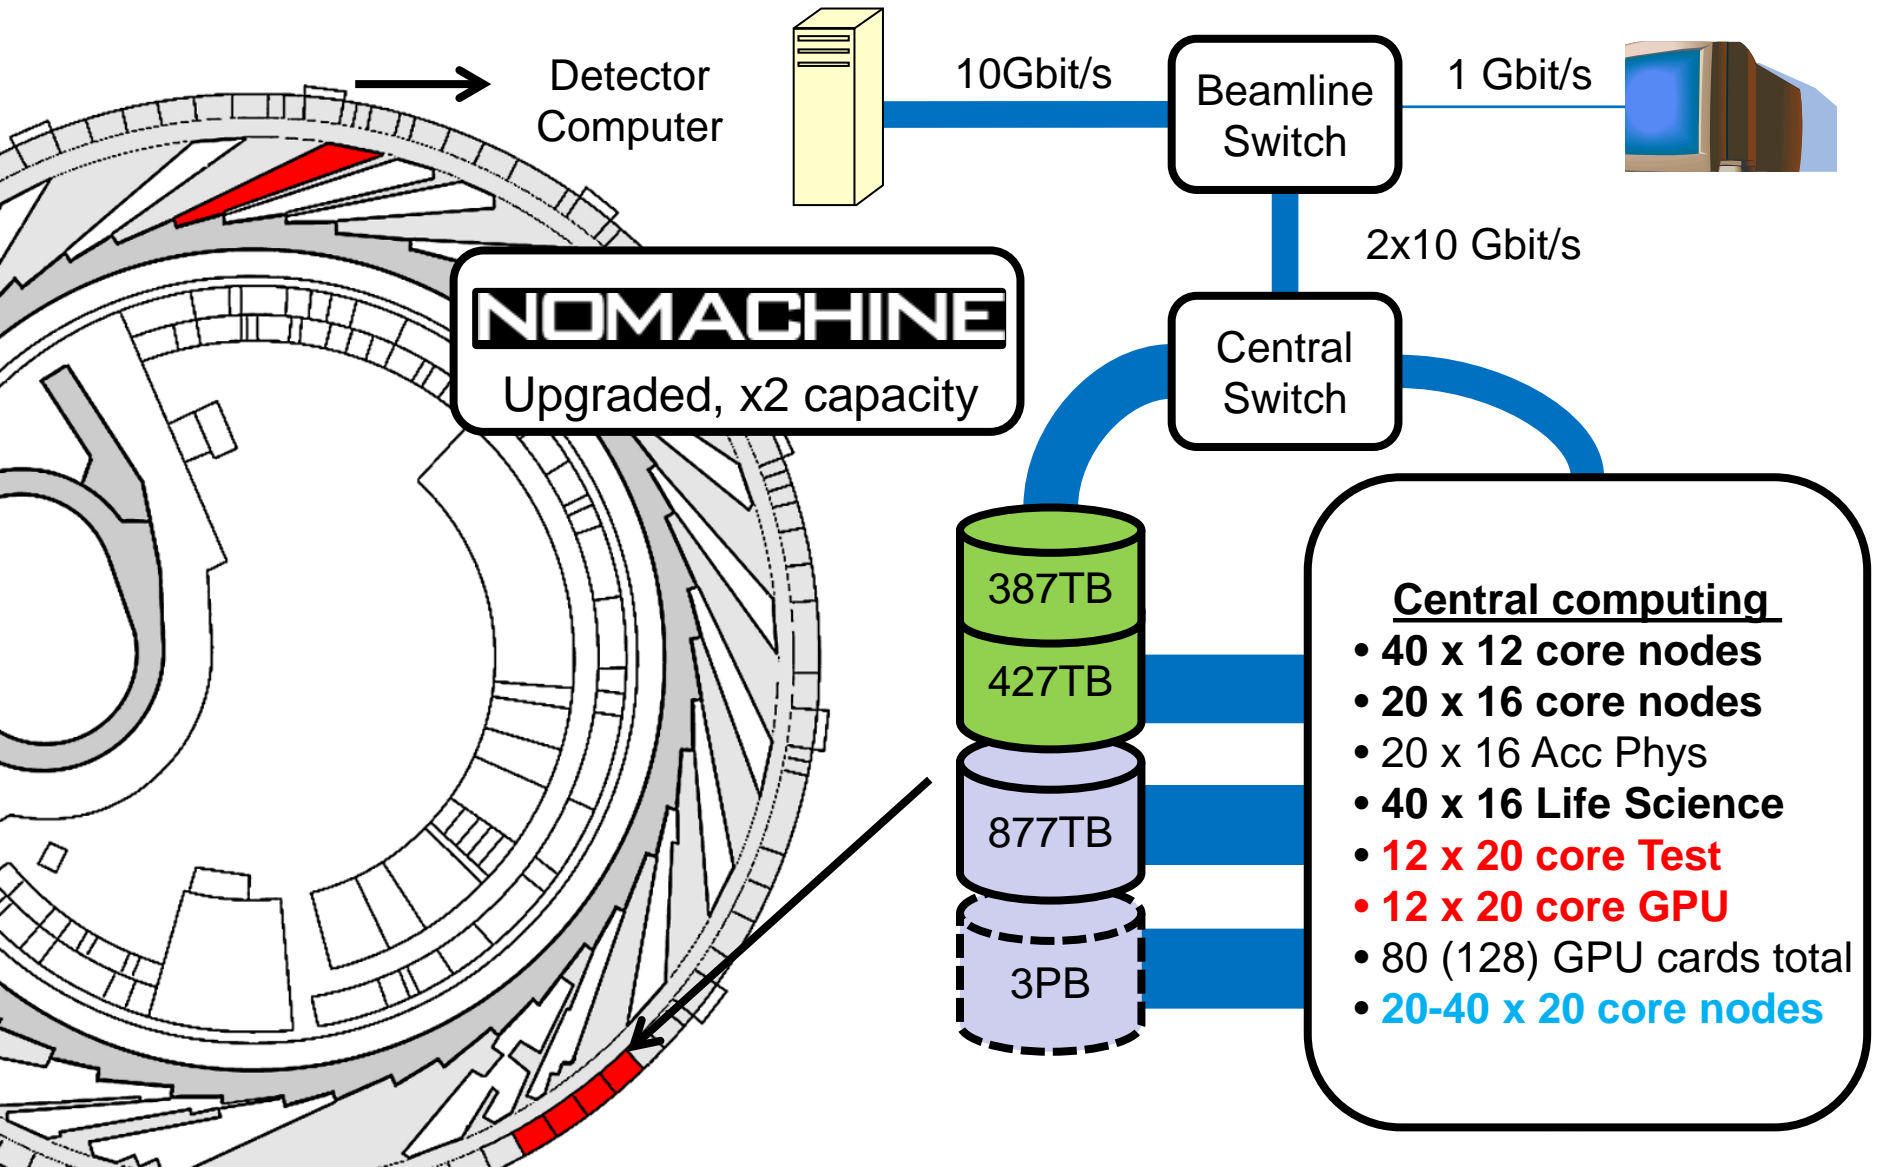 Detector
Computer
10Gbit/s
Beamline
Switch
1 Gbit/s
2x10 Gbit/s
NOMACHINE
Upgraded, x2 capacity
Central
Switch
387TB
427TB
877TB
3PB
Central computing
• 40 x 12 core nodes
• 20 x 16 core nodes
• 20 x 16 Acc Phys
• 40 x 16 Life Science
• 12 x 20 core Test
• 12 x 20 core GPU
• 80 (128) GPU cards total
• 20-40 x 20 core nodes